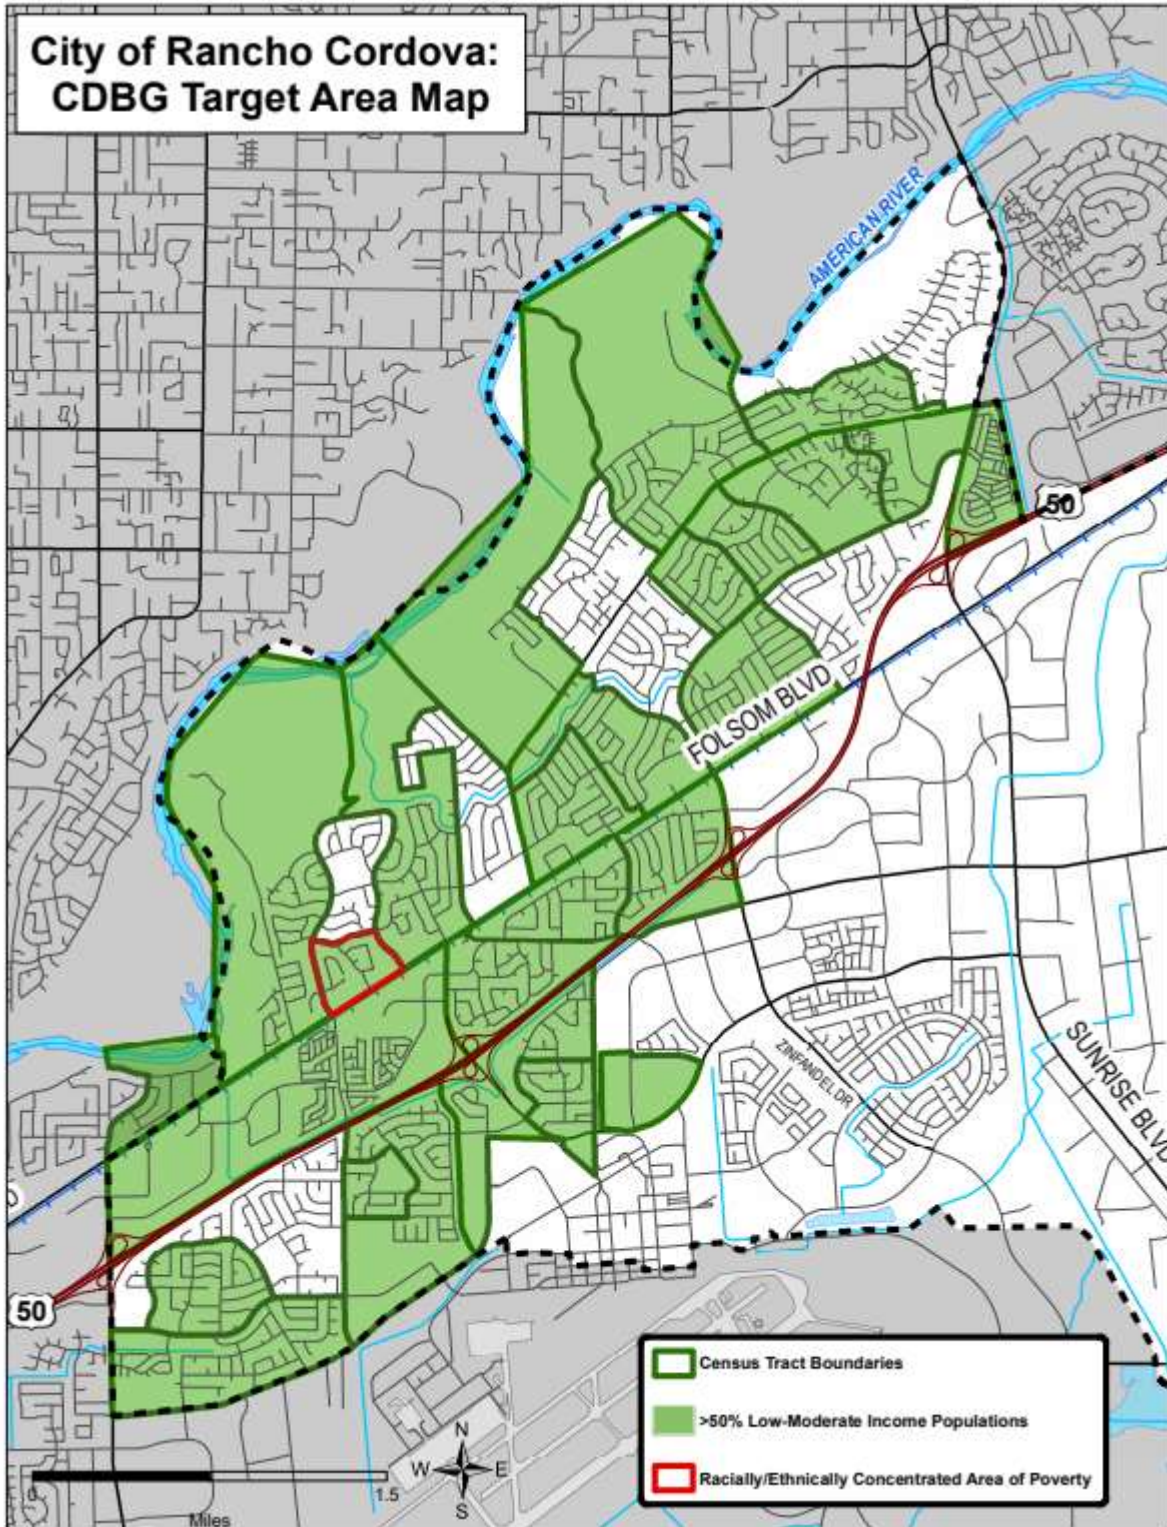 City of Rancho Cordova:
CDBG Target Area Map
AMERICAN RIVER
50
FOLSOM BLVD
ZINFANDEL DR
SUNRISE BLVD
50
Census Tract Boundaries
>50% Low-Moderate Income Populations
Racially/Ethnically Concentrated Area of Poverty
N
W E
S
0 1.5
Miles